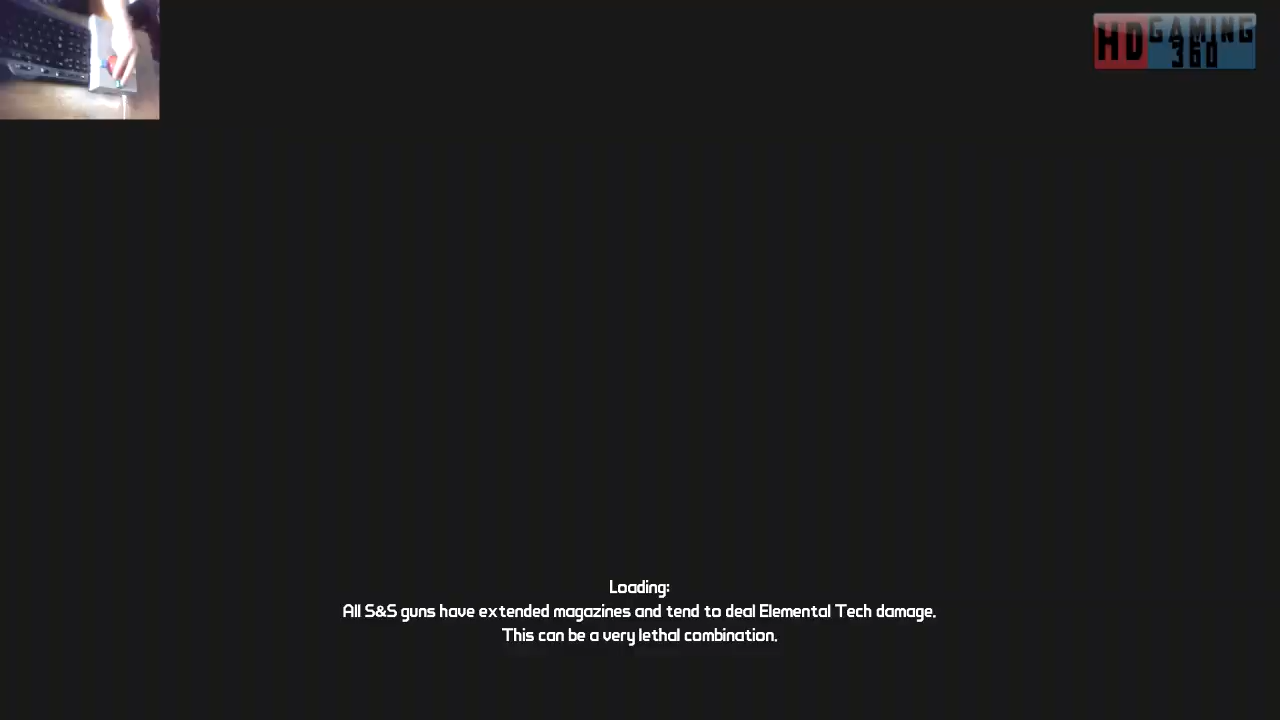 HD GAMING
360
Loading:
All S&S guns have extended magazines and tend to deal Elemental Tech damage.
This can be a very lethal combination.